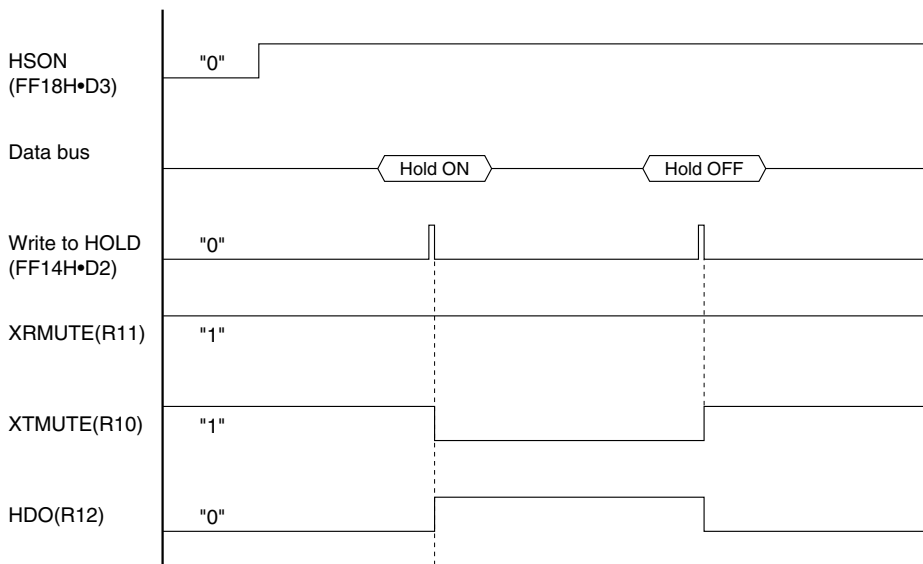 HSON "0"
(FF18H•D3)
Data bus Hold ON Hold OFF
Write to HOLD "0"
(FF14H•D2)
XRMUTE(R11) "1"
XTMUTE(R10) "1"
HDO(R12) "0"